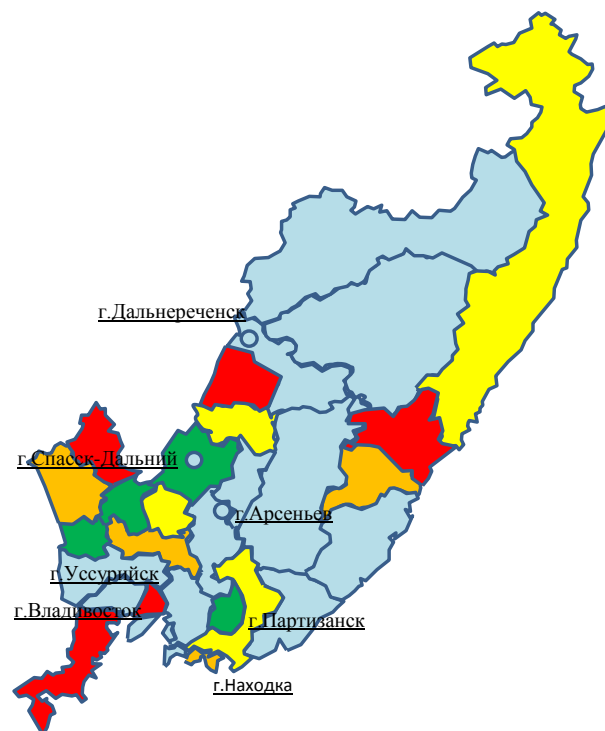 г.Дальнереченск
г.Спасск-Дальний
г.Арсеньев
г.Уссурийск
г.Владивосток
г.Партизанск
г.Находка